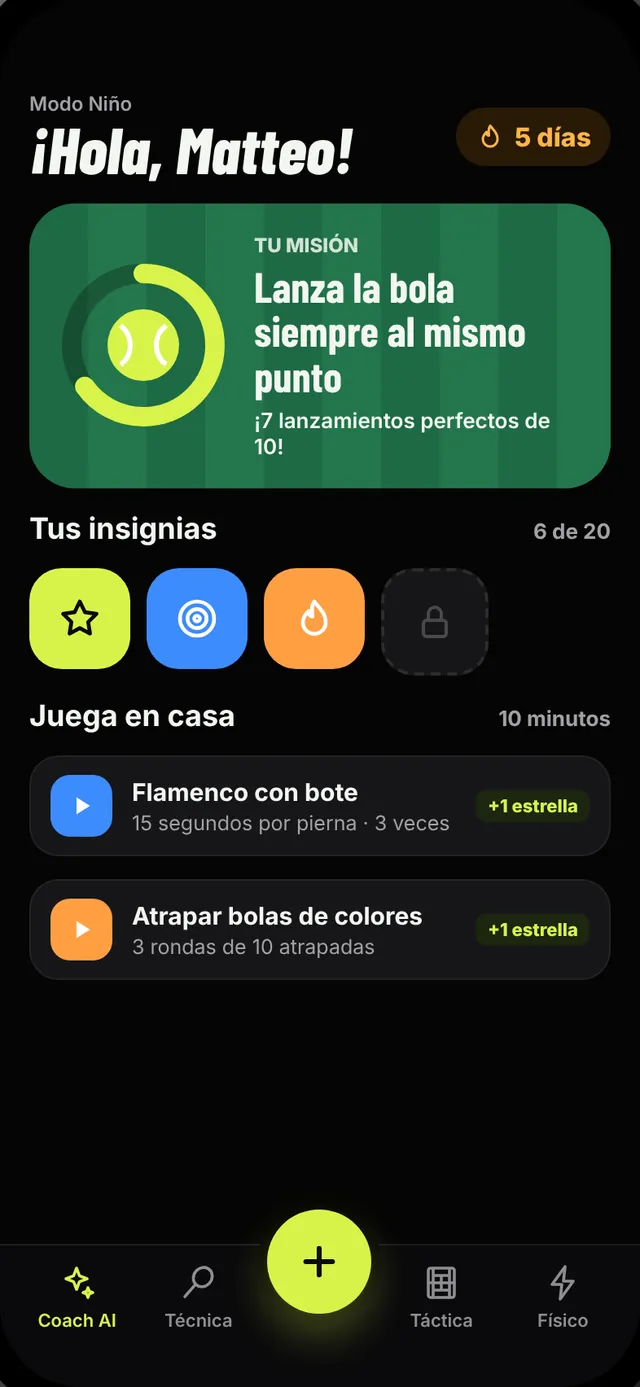 Modo Niño
¡Hola, Matteo!
5 días
TU MISIÓN
Lanza la bola
siempre al mismo
punto
¡7 lanzamientos perfectos de
10!
Tus insignias
6 de 20
Juega en casa
10 minutos
Flamenco con bote
15 segundos por pierna · 3 veces
+1 estrella
Atrapar bolas de colores
3 rondas de 10 atrapadas
+1 estrella
Coach AI
Técnica
Táctica
Físico